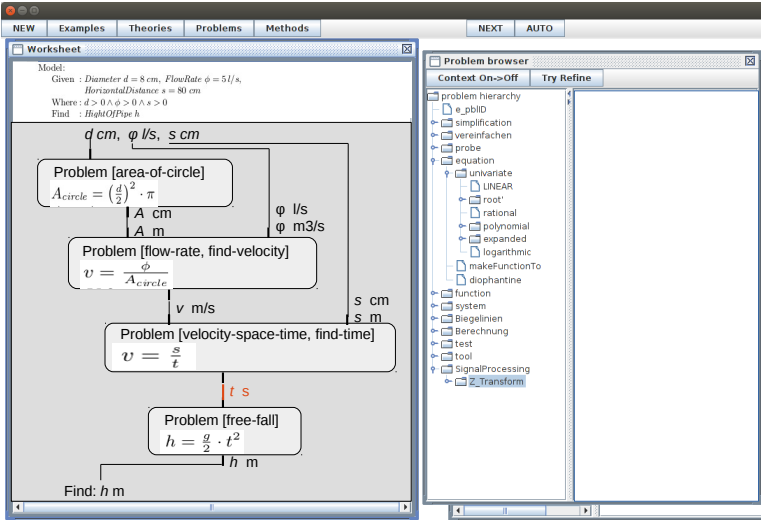 NEW Examples Theories Problems Methods NEXT AUTO
Worksheet
Model:
Given : Diameter d = 8 cm, FlowRate ϕ = 5 l/s,
HorizontalDistance s = 80 cm
Where : d > 0 ∧ ϕ > 0 ∧ s > 0
Find : HightOfPipe h
d cm, φ l/s, s cm
Problem [area-of-circle]
A_circle = (d/2)^2 · π
A cm
A m
φ l/s
φ m3/s
Problem [flow-rate, find-velocity]
v = ϕ/A_circle
v m/s
s cm
s m
Problem [velocity-space-time, find-time]
v = s/t
t s
Problem [free-fall]
h = g/2 · t^2
h m
Find: h m
Problem browser
Context On->Off Try Refine
problem hierarchy
e_pblID
simplification
vereinfachen
probe
equation
univariate
LINEAR
root'
rational
polynomial
expanded
logarithmic
makeFunctionTo
diophantine
function
system
Biegelinien
Berechnung
test
tool
SignalProcessing
Z_Transform